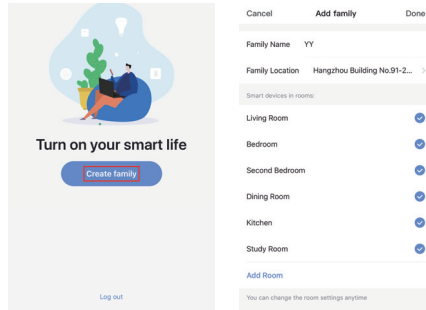 Turn on your smart life
Create family
Log out
Cancel Add family Done
Family Name YY
Family Location Hangzhou Building No.91-2...
Smart devices in rooms:
Living Room
Bedroom
Second Bedroom
Dining Room
Kitchen
Study Room
Add Room
You can change the room settings anytime